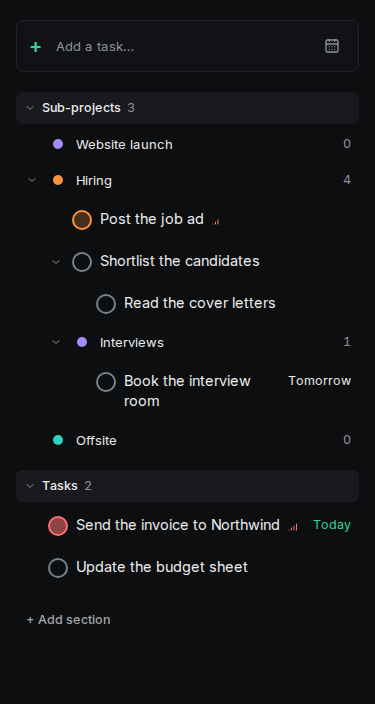 + Add a task...
Sub-projects 3
Website launch 0
Hiring 4
Post the job ad
Shortlist the candidates
Read the cover letters
Interviews 1
Book the interview Tomorrow
room
Offsite 0
Tasks 2
Send the invoice to Northwind Today
Update the budget sheet
+ Add section